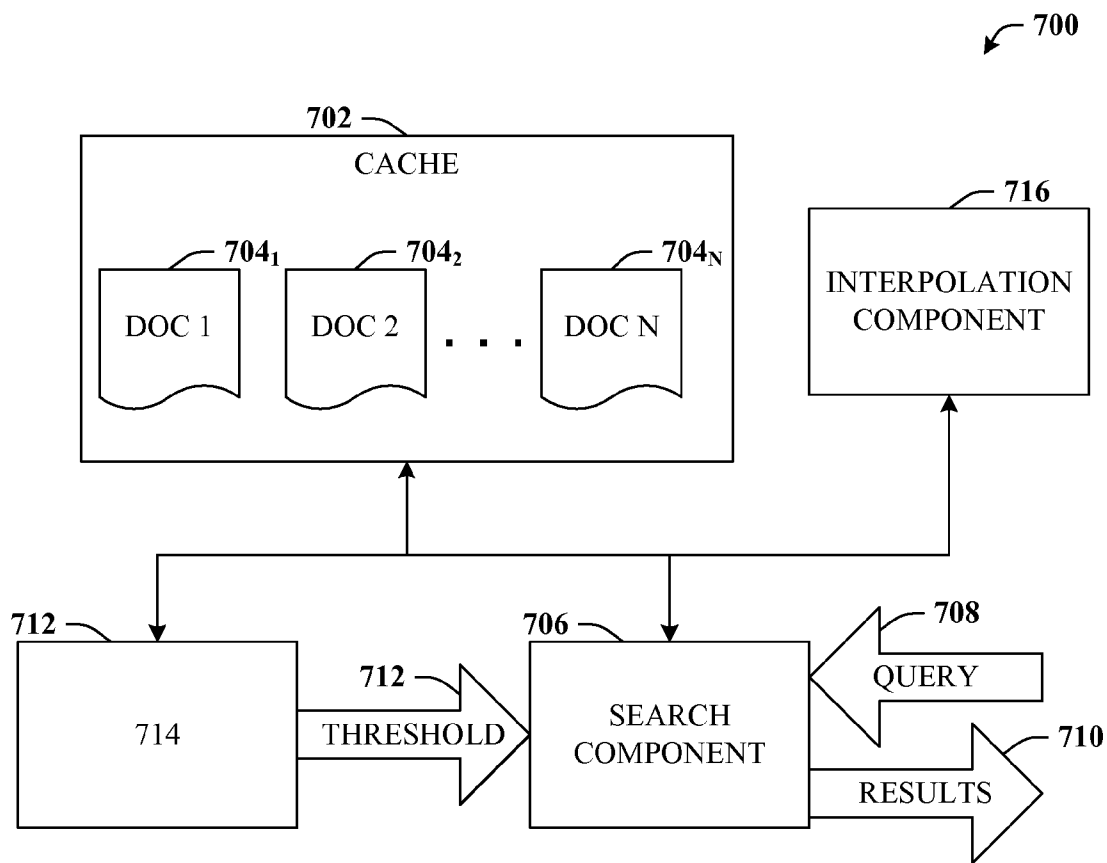 700
702
CACHE
716
704₁
704₂
704N
INTERPOLATION
COMPONENT
DOC 1
DOC 2
. . .
DOC N
712
706
708
712
QUERY
714
THRESHOLD
SEARCH
COMPONENT
710
RESULTS